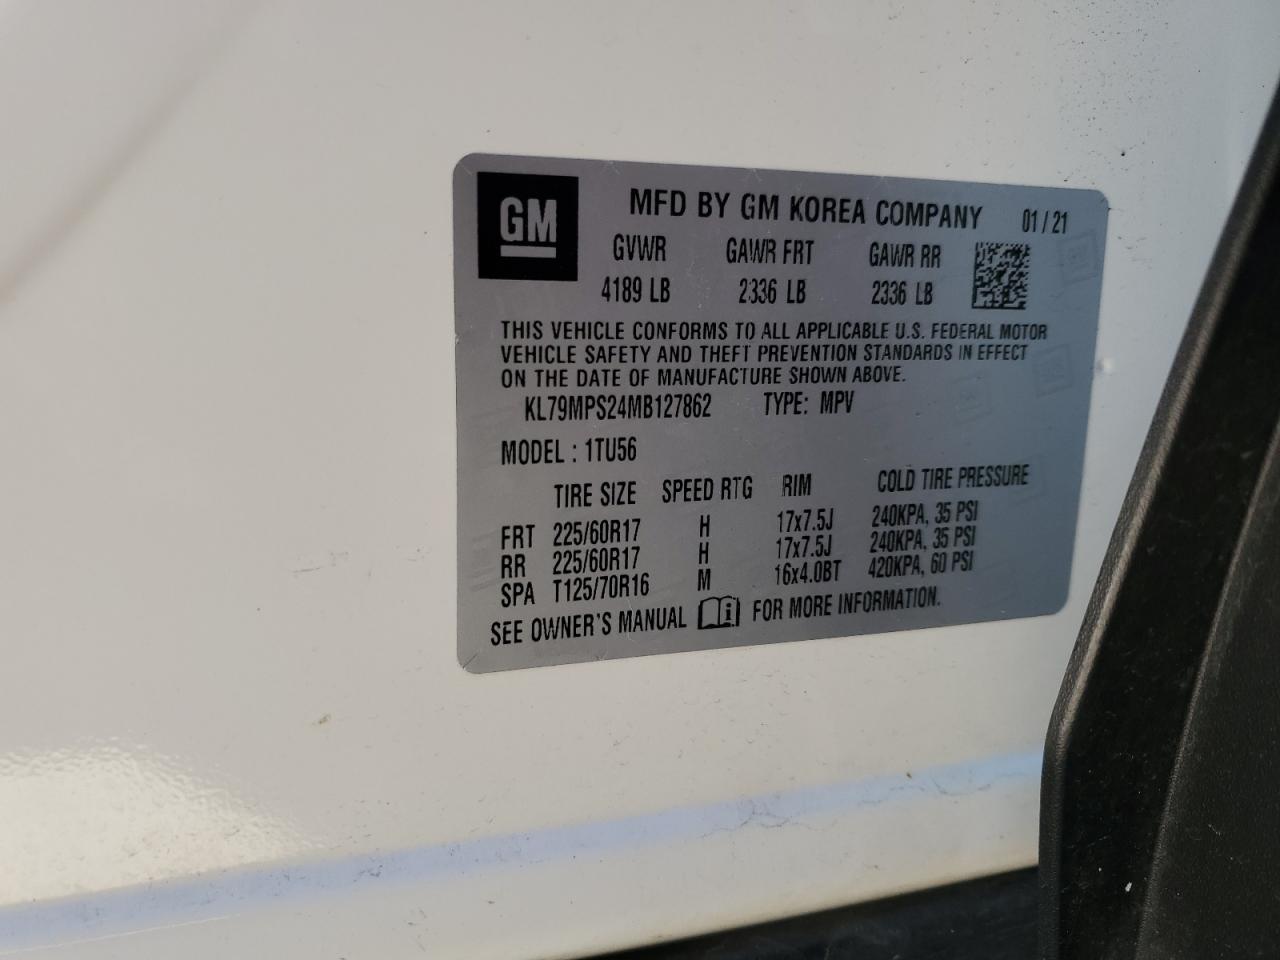 GM
MFD BY GM KOREA COMPANY 01/21
GVWR GAWR FRT GAWR RR
4189 LB 2336 LB 2336 LB
THIS VEHICLE CONFORMS TO ALL APPLICABLE U.S. FEDERAL MOTOR
VEHICLE SAFETY AND THEFT PREVENTION STANDARDS IN EFFECT
ON THE DATE OF MANUFACTURE SHOWN ABOVE.
KL79MPS24MB127862 TYPE: MPV
MODEL : 1TU56
TIRE SIZE SPEED RTG RIM COLD TIRE PRESSURE
FRT 225/60R17 H 17x7.5J 240KPA, 35 PSI
RR 225/60R17 H 17x7.5J 240KPA, 35 PSI
SPA T125/70R16 M 16x4.0BT 420KPA, 60 PSI
SEE OWNER'S MANUAL FOR MORE INFORMATION.